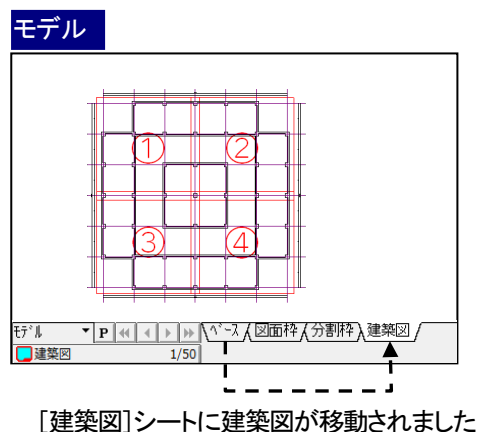 モデル
① ②
③ ④
モデル P ベース 図面枠 分割枠 建築図
建築図 1/50
[建築図]シートに建築図が移動されました